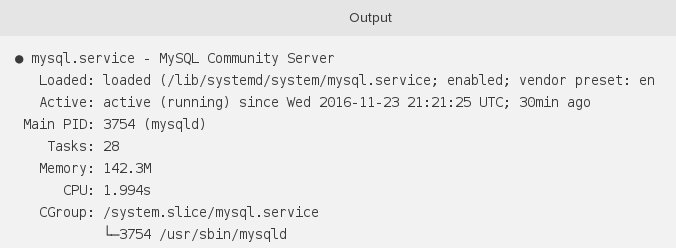 Output
● mysql.service - MySQL Community Server
Loaded: loaded (/lib/systemd/system/mysql.service; enabled; vendor preset: en
Active: active (running) since Wed 2016-11-23 21:21:25 UTC; 30min ago
Main PID: 3754 (mysqld)
Tasks: 28
Memory: 142.3M
CPU: 1.994s
CGroup: /system.slice/mysql.service
└─3754 /usr/sbin/mysqld